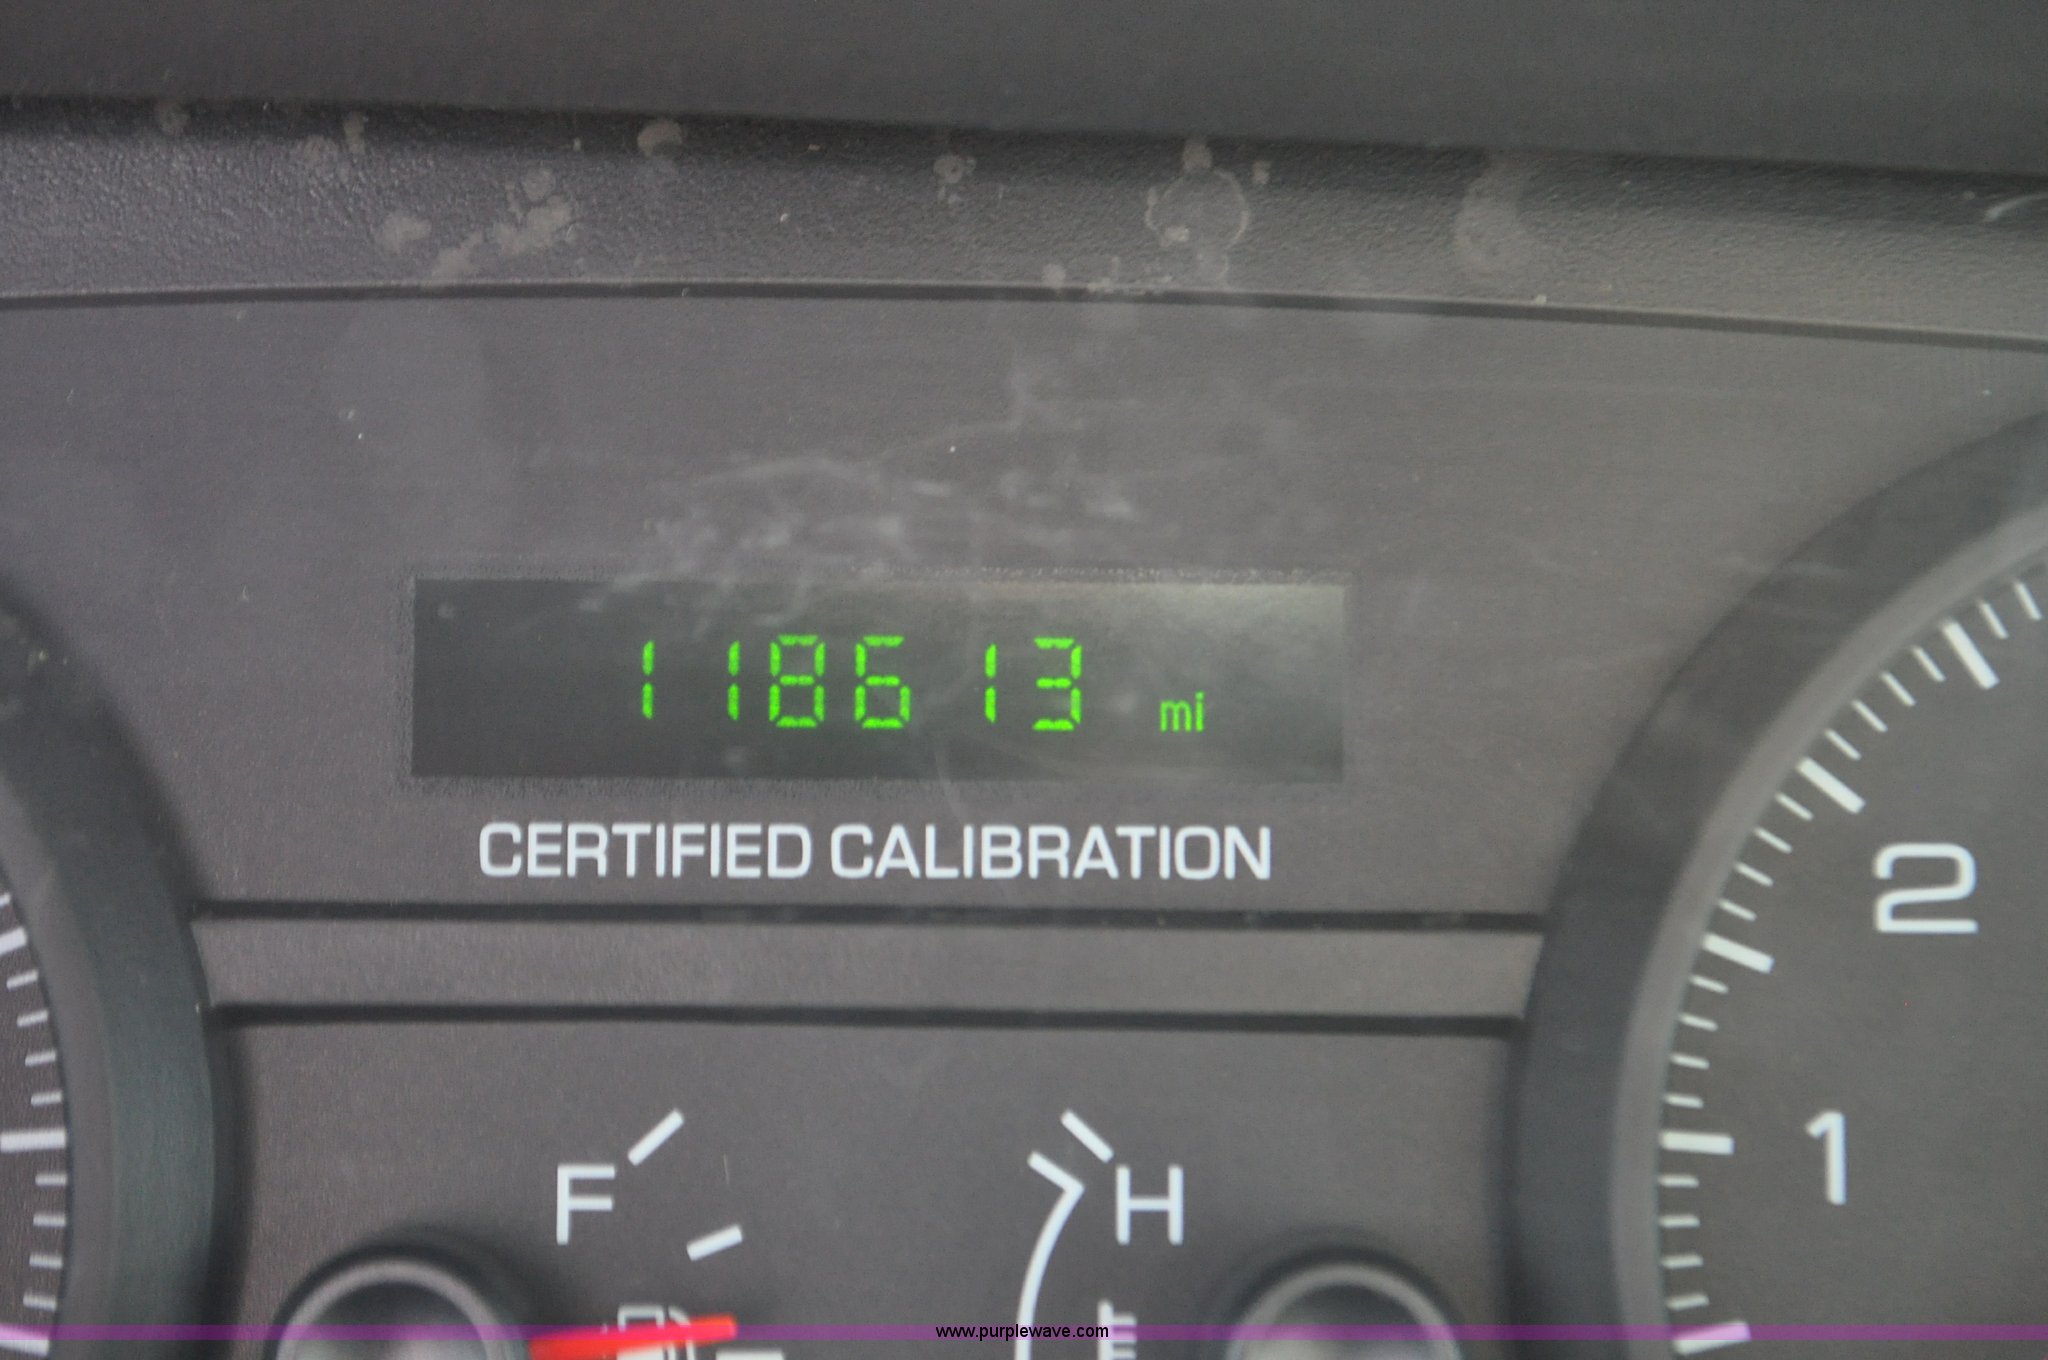 118613 mi
CERTIFIED CALIBRATION
2
1
F
H
www.purplewave.com